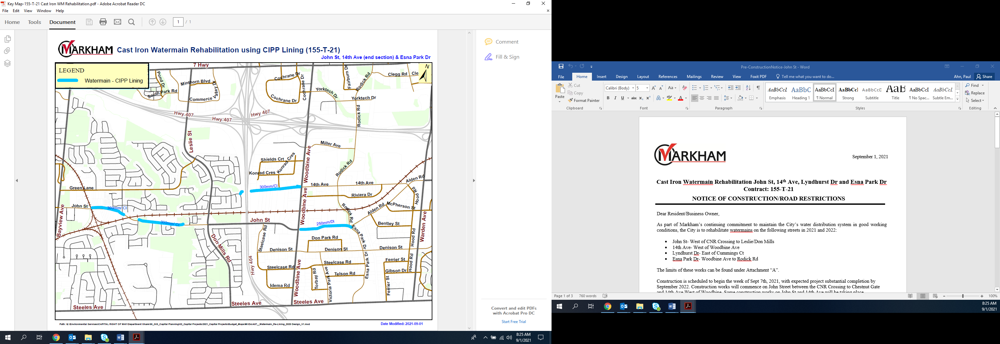 Key Map-155-T-21 Cast Iron WM Rehabilitation.pdf - Adobe Acrobat Reader DC
File Edit View Window Help
Home Tools Document 1 / 1
MARKHAM
Cast Iron Watermain Rehabilitation using CIPP Lining (155-T-21)
John St, 14th Ave (end section) & Esna Park Dr
LEGEND
Watermain - CIPP Lining
N
7 Hwy
Pond Dr
Minthorn Blvd
Valley Dr
South Park Rd
Commerce
Cochrane Dr
Cochrane Dr
Cochrane Dr
Fairburn Dr
Rodick Rd
Clegg Rd
Cle
Yorktech Dr
Yorktech Dr
Hwy 407
Hwy 407
Hwy 407
Rodick Rd
Leslie St
Miller Ave
Woodbine Ave
Shields Crt
Konrad Cres
Konrad Cres
Rodick Rd
Alden Rd
14th Ave
14th Ave
300mm/CI
Green Lane
Riviera Dr
Hood Rd
Woodbine Ave
John St
300mm/ CI
Rodick Rd
Alden Rd
McPherson St
Bayview Ave
300mm/ CI
John St
250mm/DI
Bentley St
Warden Ave
Esna Park Dr
Steelcase Rd
Don Park Rd
Hood Rd
Don-Mills Rd
Denison St
Denison St
Denison St
Hwy 404
Steelcase Rd
Steelcase Rd
Esna Park Dr
Ferrier St
Hood Rd
Gibson Dr
Woodbine Ave
Torbay Rd
Victoria Park Ave
Telson Rd
Idema Rd
Ferrier St
Steeles Ave
Steeles Ave
Steeles Ave
Path: Q:\Environmental Services\CAPITAL RIGHT OF WAY\Department Share\00_GIS_Capital Planning\02_Capital Projects\2021_Capital Projects\Budget_Maps\MXDs\A07__Watermain_Re-Lining_2020 Design_V1.mxd
Date Modified: 2021-09-01
Comment
Fill & Sign
Convert and edit PDFs
with Acrobat Pro DC
Start Free Trial
8:25 AM
9/1/2021
Pre-ConstructionNotice-John St - Word
File Home Insert Design Layout References Mailings Review View Foxit PDF Tell me what you want to do... Ahn, Paul Share
Paste
Cut
Copy
Format Painter
Clipboard
Calibri (Body) 5
Font
Paragraph
AaBbCcI AaBbC AaBbCcI AaBbCcI AaBbCcD AaB AaBbCcI AaBbCcI
Emphasis Heading 1 ¶ Normal Strong Subtitle Title ¶ No Spac... Subtle Em...
Styles
Find
Replace
Select
Editing
MARKHAM
September 1, 2021
Cast Iron Watermain Rehabilitation John St, 14th Ave, Lyndhurst Dr and Esna Park Dr
Contract: 155-T-21
NOTICE OF CONSTRUCTION/ROAD RESTRICTIONS
Dear Resident/Business Owner,
As part of Markham's continuing commitment to maintain the City's water distribution system in good working
conditions, the City is to rehabilitate watermains on the following streets in 2021 and 2022:
• John St- West of CNR Crossing to Leslie/Don Mills
• 14th Ave- West of Woodbine Ave
• Lyndhurst Dr- East of Cummings Ct
• Esna Park Dr- Woodbine Ave to Rodick Rd
The limits of these works can be found under Attachment “A”.
Construction is scheduled to begin the week of Sept 7th, 2021, with expected project substantial completion by
September 2022. Construction works will commence on John Street between the CNR Crossing to Chestnut Gate
and 14th Ave West of Woodbine. Some construction works on John St and 14th Ave will be taking place
Page 1 of 3 760 words 100%
8:25 AM
9/1/2021